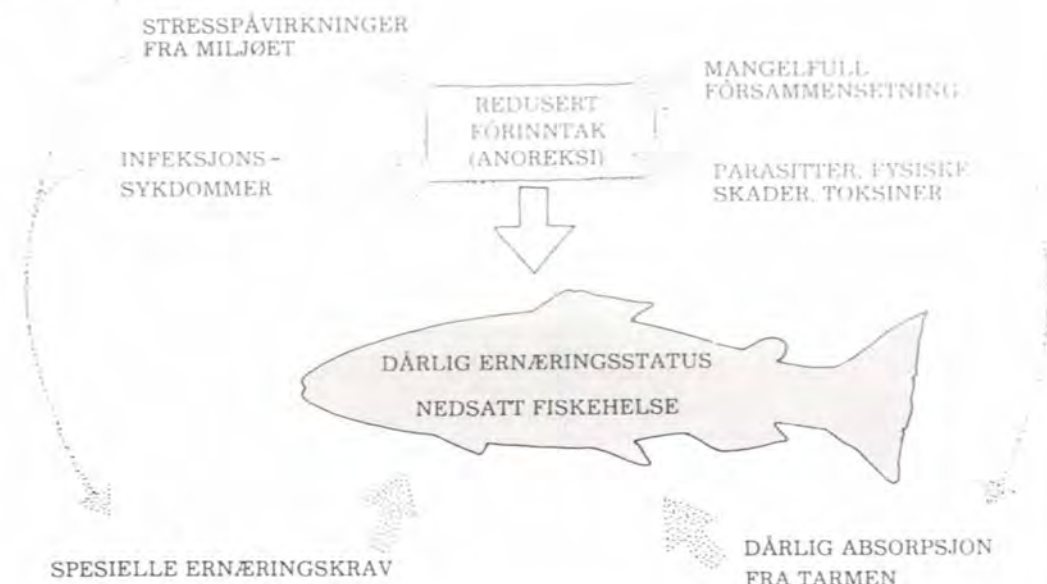 STRESSPÅVIRKNINGER
FRA MILJØET
REDUSERT
FÔRINNTAK
(ANOREKSI)
MANGELFULL
FÔRSAMMENSETNING
INFEKSJONS-
SYKDOMMER
PARASITTER, FYSISKE
SKADER, TOKSINER
DÅRLIG ERNÆRINGSSTATUS
NEDSATT FISKEHELSE
SPESIELLE ERNÆRINGSKRAV
DÅRLIG ABSORPSJON
FRA TARMEN